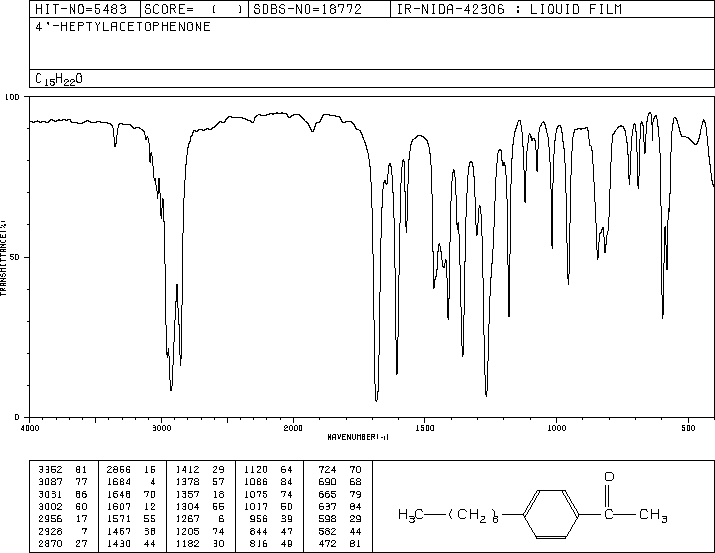 HIT-NO=5483 SCORE= ( ) SDBS-NO=18772 IR-NIDA-42306 : LIQUID FILM
4'-HEPTYLACETOPHENONE
C15H22O
100
50
0
TRANSMITTANCE(%)
4000 3000 2000 1500 1000 500
WAVENUMBER(-1)
3362 81 2866 16 1412 29 1120 64 724 70
3087 77 1684 4 1378 57 1086 84 690 68
3031 66 1648 70 1357 18 1075 74 665 79
3002 60 1607 12 1304 55 1017 50 637 84
2956 17 1571 55 1267 6 956 39 598 29
2928 7 1467 38 1205 74 844 47 582 44
2870 27 1430 44 1182 30 816 49 472 81
O
H3C (CH2)6 C CH3